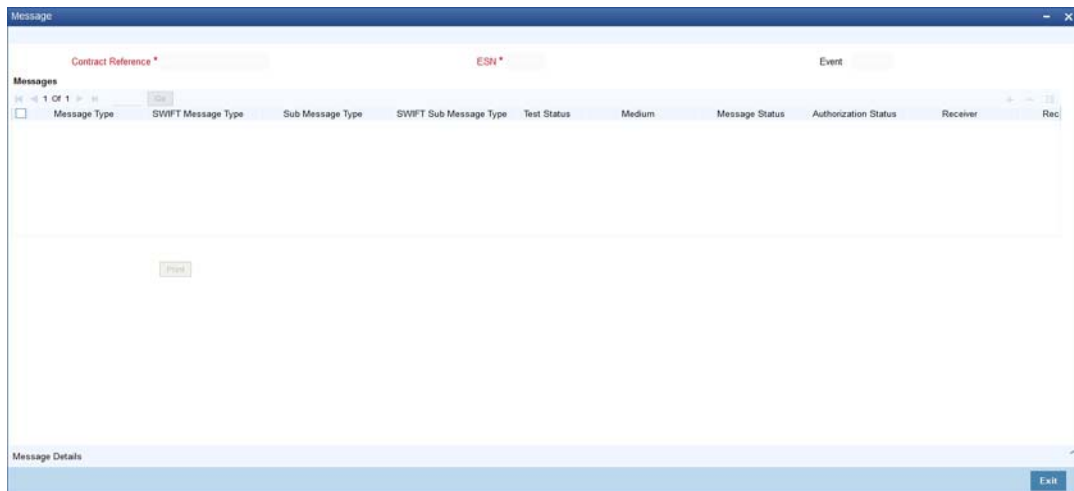 Message
Contract Reference * ESN * Event
Messages
1 Of 1 Go
Message Type SWIFT Message Type Sub Message Type SWIFT Sub Message Type Test Status Medium Message Status Authorization Status Receiver Rec
Print
Message Details
Exit